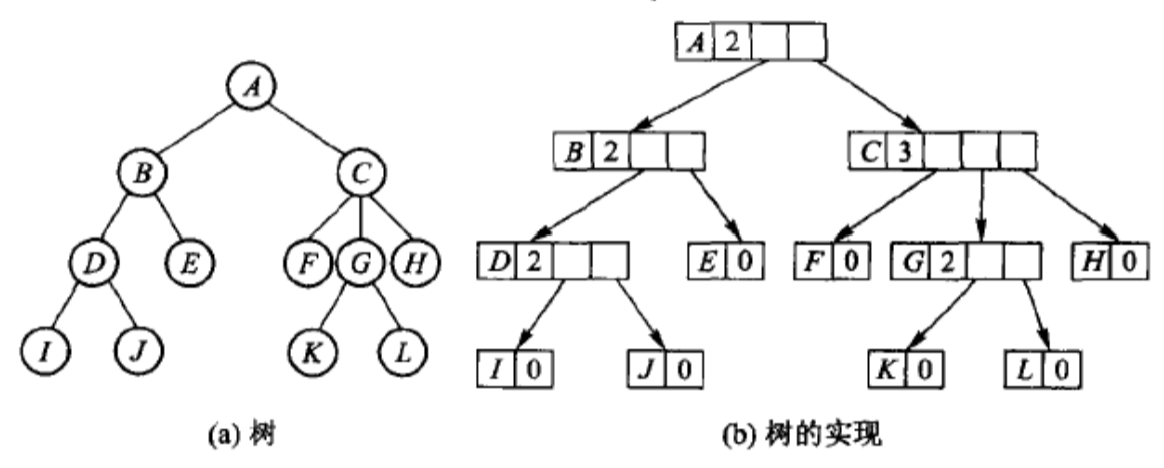 A 2
A
B 2 C 3
B C
D 2 E 0 F 0 G 2 H 0
D E F G H
I 0 J 0 K 0 L 0
I J K L
(a) 树 (b) 树的实现